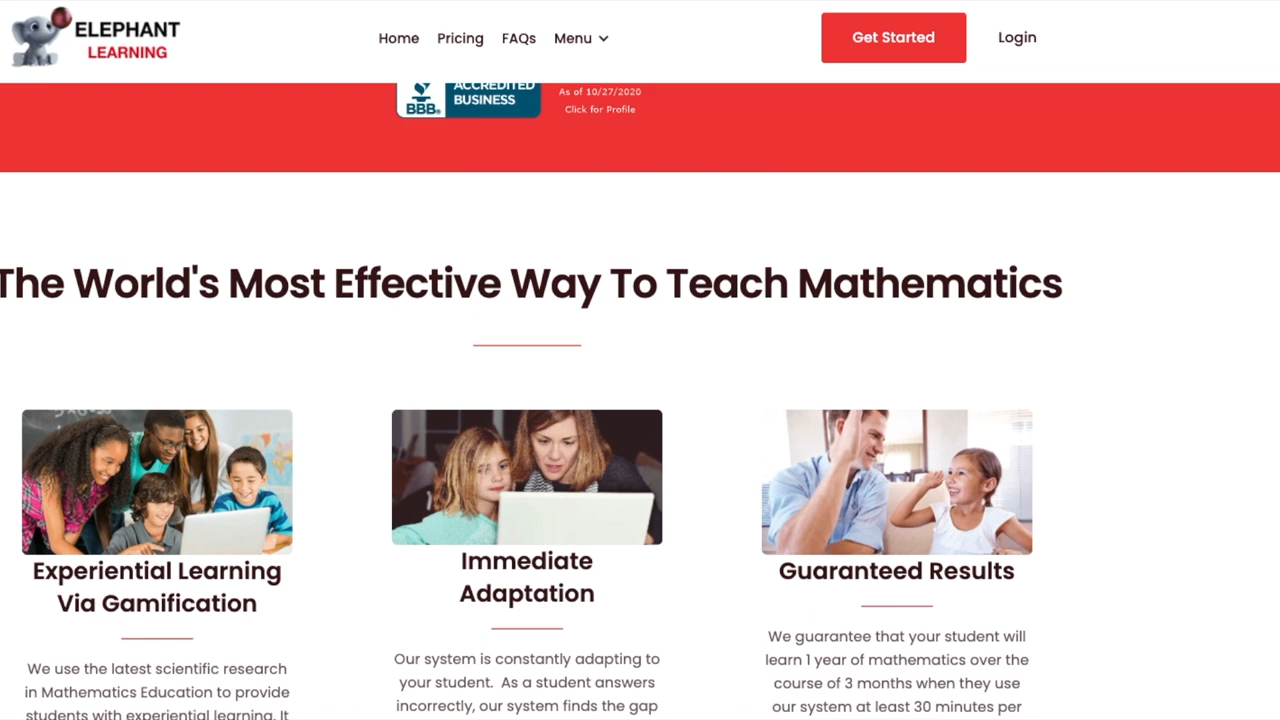 ELEPHANT
LEARNING
Home Pricing FAQs Menu
Get Started
Login
ACCREDITED
BUSINESS
BBB.
As of 10/27/2020
Click for Profile
The World's Most Effective Way To Teach Mathematics
Experiential Learning
Via Gamification
We use the latest scientific research
in Mathematics Education to provide
students with experiential learning. It
Immediate
Adaptation
Our system is constantly adapting to
your student. As a student answers
incorrectly, our system finds the gap
Guaranteed Results
We guarantee that your student will
learn 1 year of mathematics over the
course of 3 months when they use
our system at least 30 minutes per